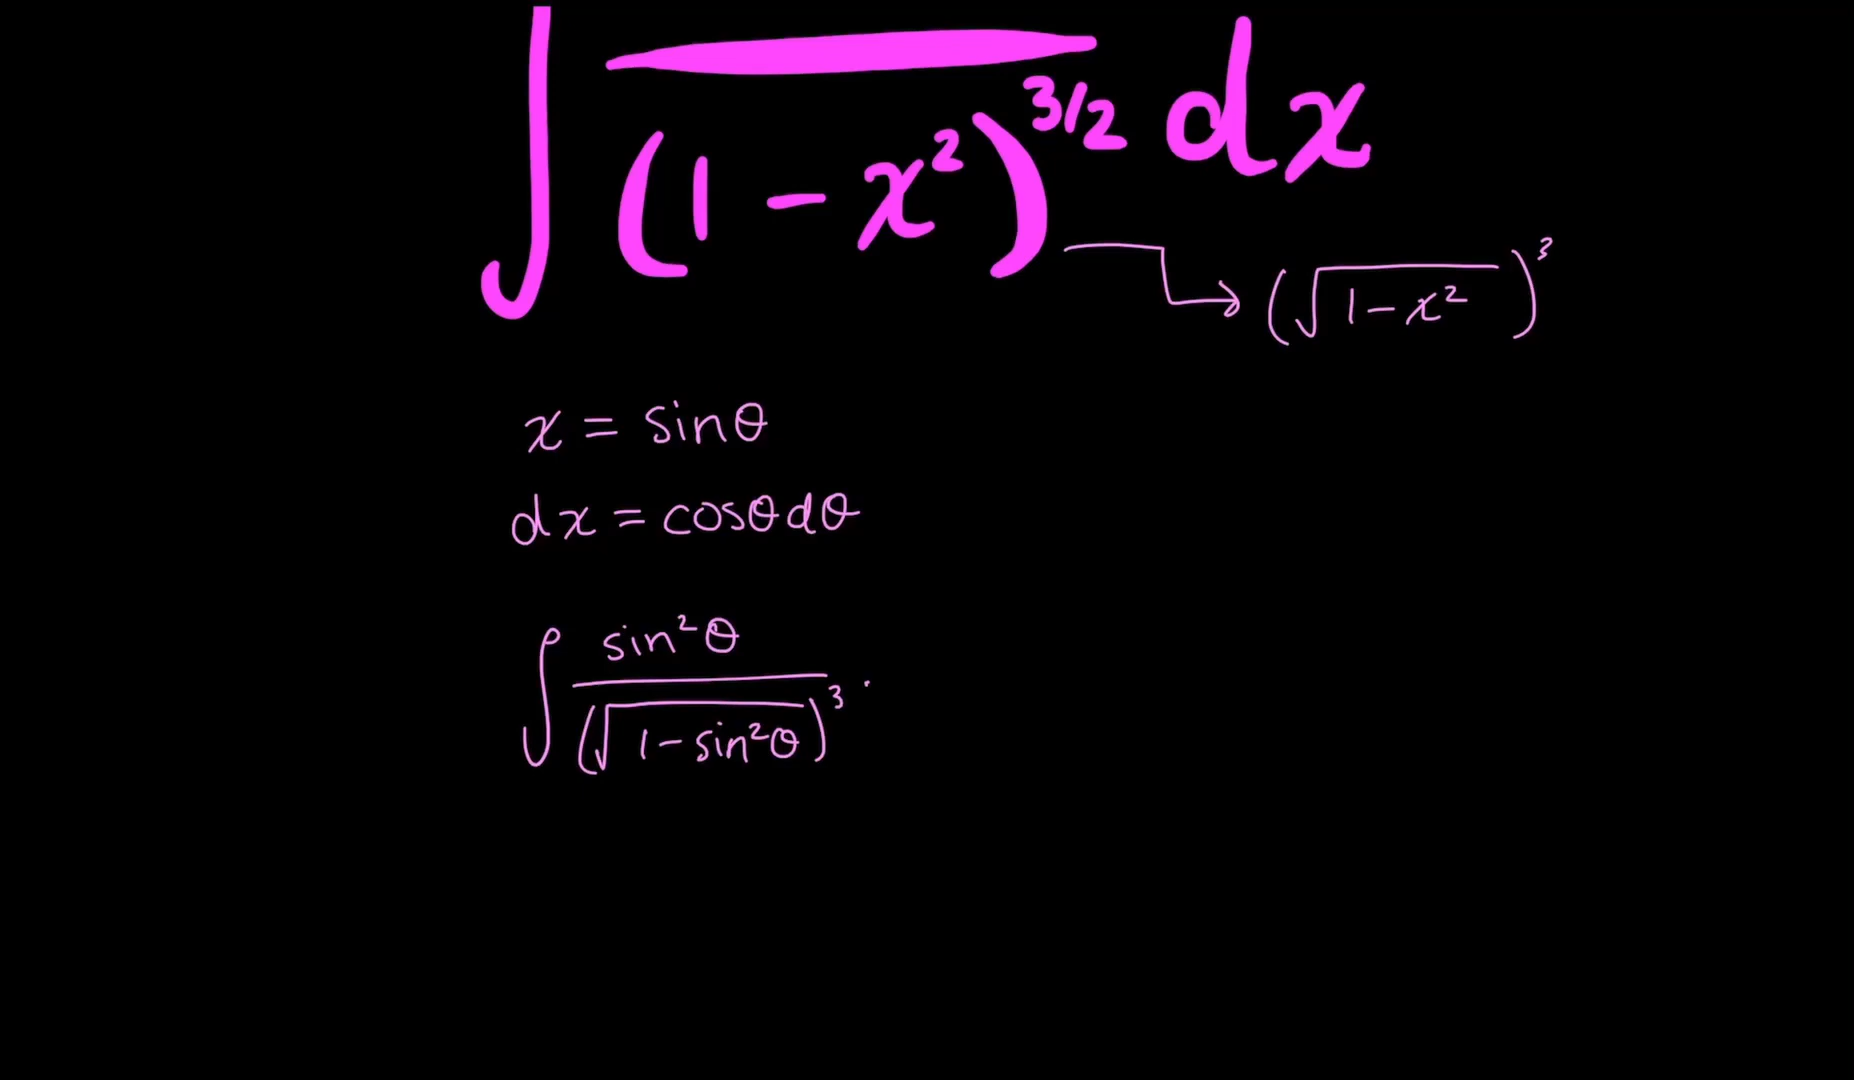 ∫ ―――― (1 - x²)^{3/2} dx
→ (√(1 - x²))³
x = sinθ
dx = cosθdθ
∫ sin²θ / (√(1 - sin²θ))³ ·